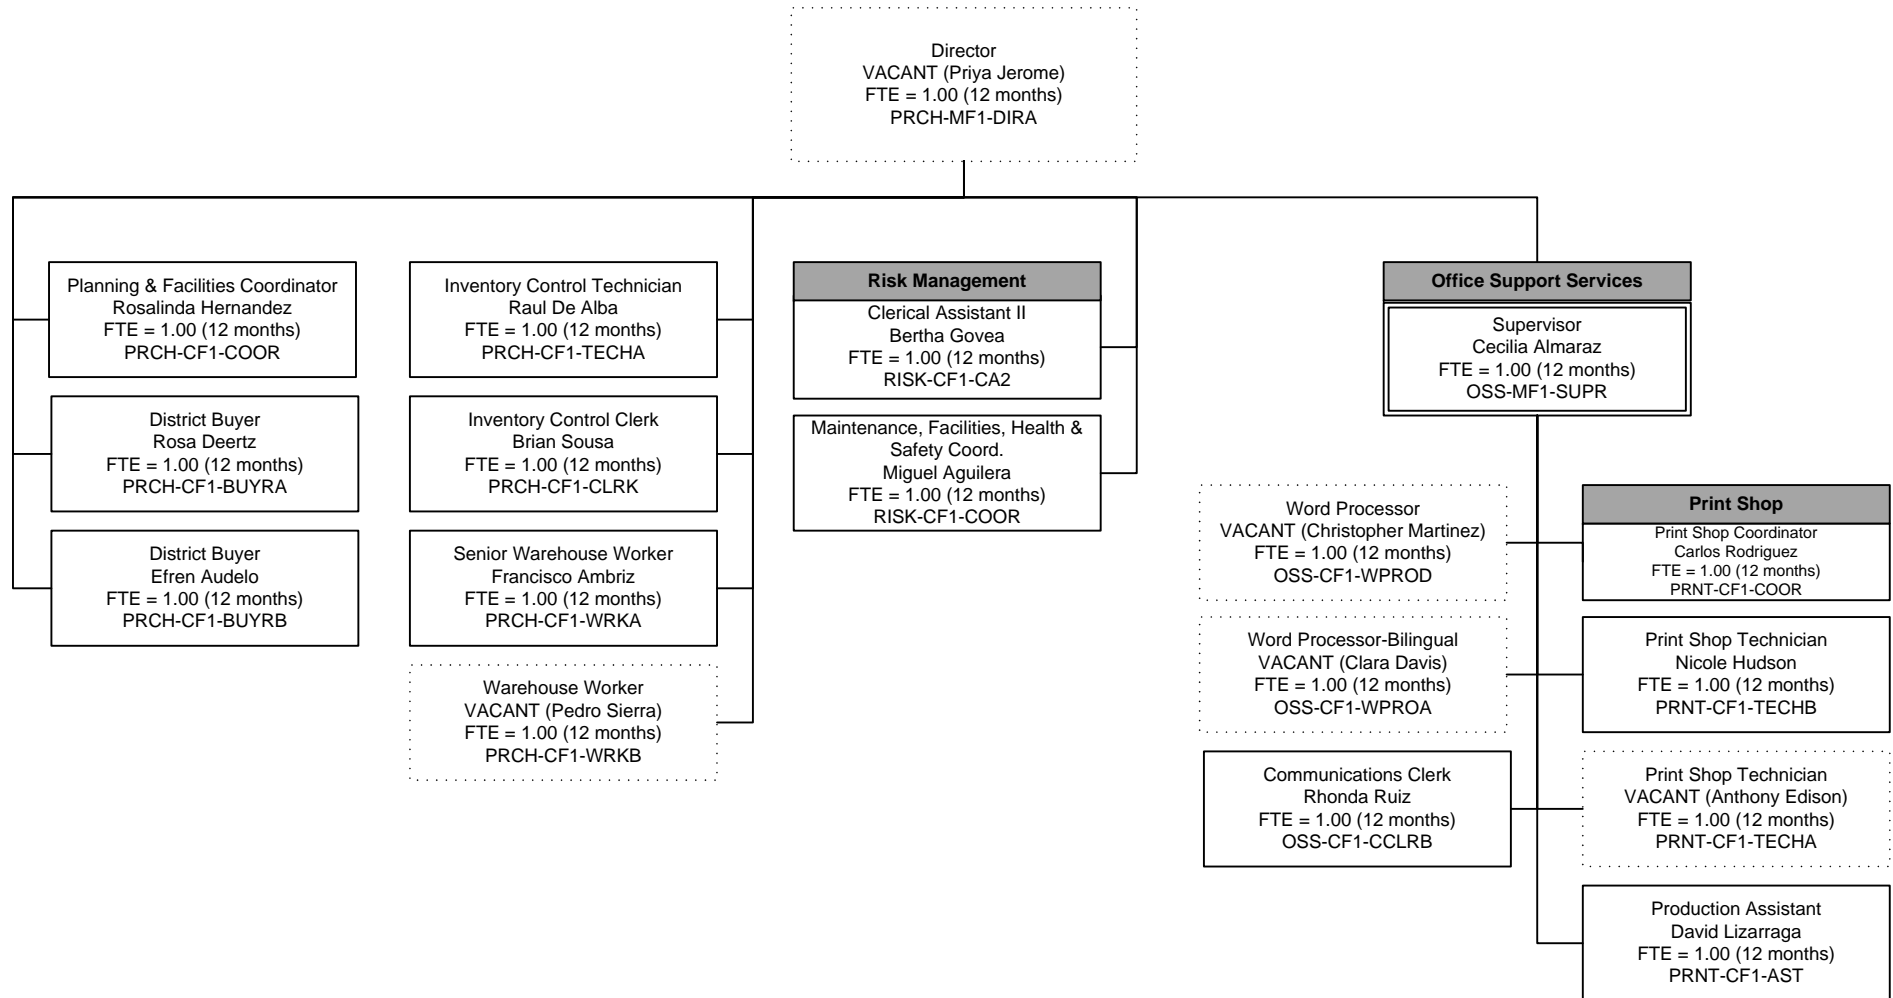 Director
VACANT (Priya Jerome)
FTE = 1.00 (12 months)
PRCH-MF1-DIRA
Planning & Facilities Coordinator
Rosalinda Hernandez
FTE = 1.00 (12 months)
PRCH-CF1-COOR
District Buyer
Rosa Deertz
FTE = 1.00 (12 months)
PRCH-CF1-BUYRA
District Buyer
Efren Audelo
FTE = 1.00 (12 months)
PRCH-CF1-BUYRB
Inventory Control Technician
Raul De Alba
FTE = 1.00 (12 months)
PRCH-CF1-TECHA
Inventory Control Clerk
Brian Sousa
FTE = 1.00 (12 months)
PRCH-CF1-CLRK
Senior Warehouse Worker
Francisco Ambriz
FTE = 1.00 (12 months)
PRCH-CF1-WRKA
Warehouse Worker
VACANT (Pedro Sierra)
FTE = 1.00 (12 months)
PRCH-CF1-WRKB
Risk Management
Clerical Assistant II
Bertha Govea
FTE = 1.00 (12 months)
RISK-CF1-CA2
Maintenance, Facilities, Health &
Safety Coord.
Miguel Aguilera
FTE = 1.00 (12 months)
RISK-CF1-COOR
Office Support Services
Supervisor
Cecilia Almaraz
FTE = 1.00 (12 months)
OSS-MF1-SUPR
Word Processor
VACANT (Christopher Martinez)
FTE = 1.00 (12 months)
OSS-CF1-WPROD
Word Processor-Bilingual
VACANT (Clara Davis)
FTE = 1.00 (12 months)
OSS-CF1-WPROA
Communications Clerk
Rhonda Ruiz
FTE = 1.00 (12 months)
OSS-CF1-CCLRB
Print Shop
Print Shop Coordinator
Carlos Rodriguez
FTE = 1.00 (12 months)
PRNT-CF1-COOR
Print Shop Technician
Nicole Hudson
FTE = 1.00 (12 months)
PRNT-CF1-TECHB
Print Shop Technician
VACANT (Anthony Edison)
FTE = 1.00 (12 months)
PRNT-CF1-TECHA
Production Assistant
David Lizarraga
FTE = 1.00 (12 months)
PRNT-CF1-AST